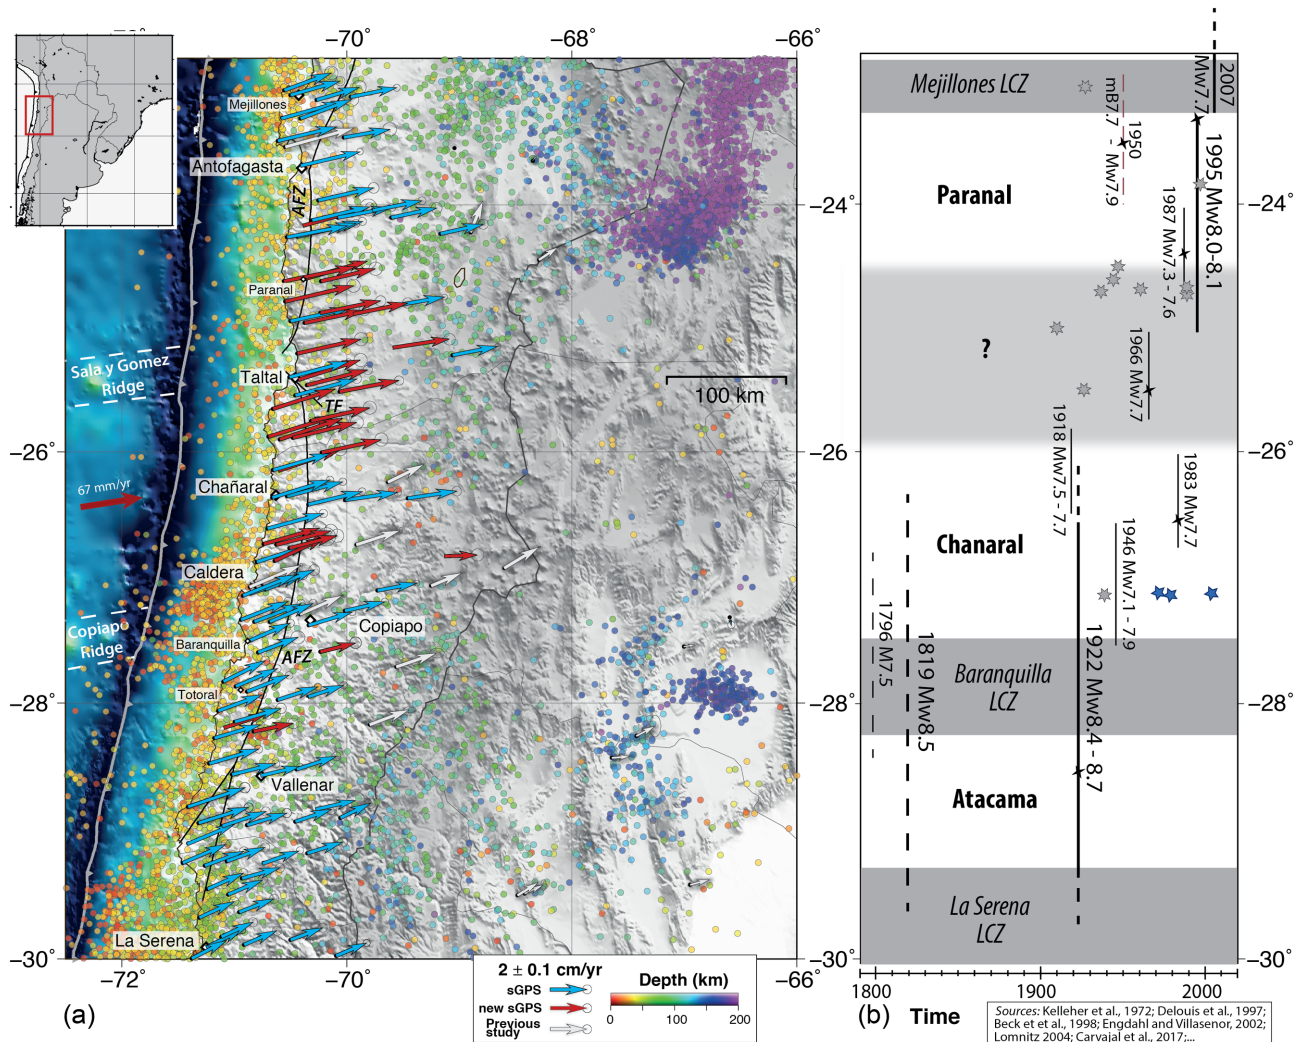 −70°
−68°
−66°
Mejillones
Antofagasta
AFZ
−24°
Paranal
Sala y Gomez
Ridge
Taltal
TF
100 km
−26°
Chañaral
67 mm/yr
Caldera
Copiapo
Ridge
Copiapo
Baranquilla
AFZ
Totoral
−28°
Vallenar
La Serena
−30°
−72°
−70°
−66°
(a)
2 ± 0.1 cm/yr
sGPS
new sGPS
Previous
study
Depth (km)
0
100
200
Mejillones LCZ
Mw7.7
2007
mB7.7 - Mw7.9
1950
1995 Mw8.0-8.1
Paranal
1987 Mw7.3 - 7.6
−24°
?
1966 Mw7.7
1918 Mw7.5 - 7.7
−26°
1983 Mw7.7
Chanaral
1946 Mw7.1 - 7.9
1796 M7.5
1819 Mw8.5
1922 Mw8.4 - 8.7
Baranquilla
LCZ
−28°
Atacama
La Serena
LCZ
−30°
1800
1900
2000
(b)
Time
Sources: Kelleher et al., 1972; Delouis et al., 1997;
Beck et et al., 1998; Engdahl and Villasenor, 2002;
Lomnitz 2004; Carvajal et al., 2017;...